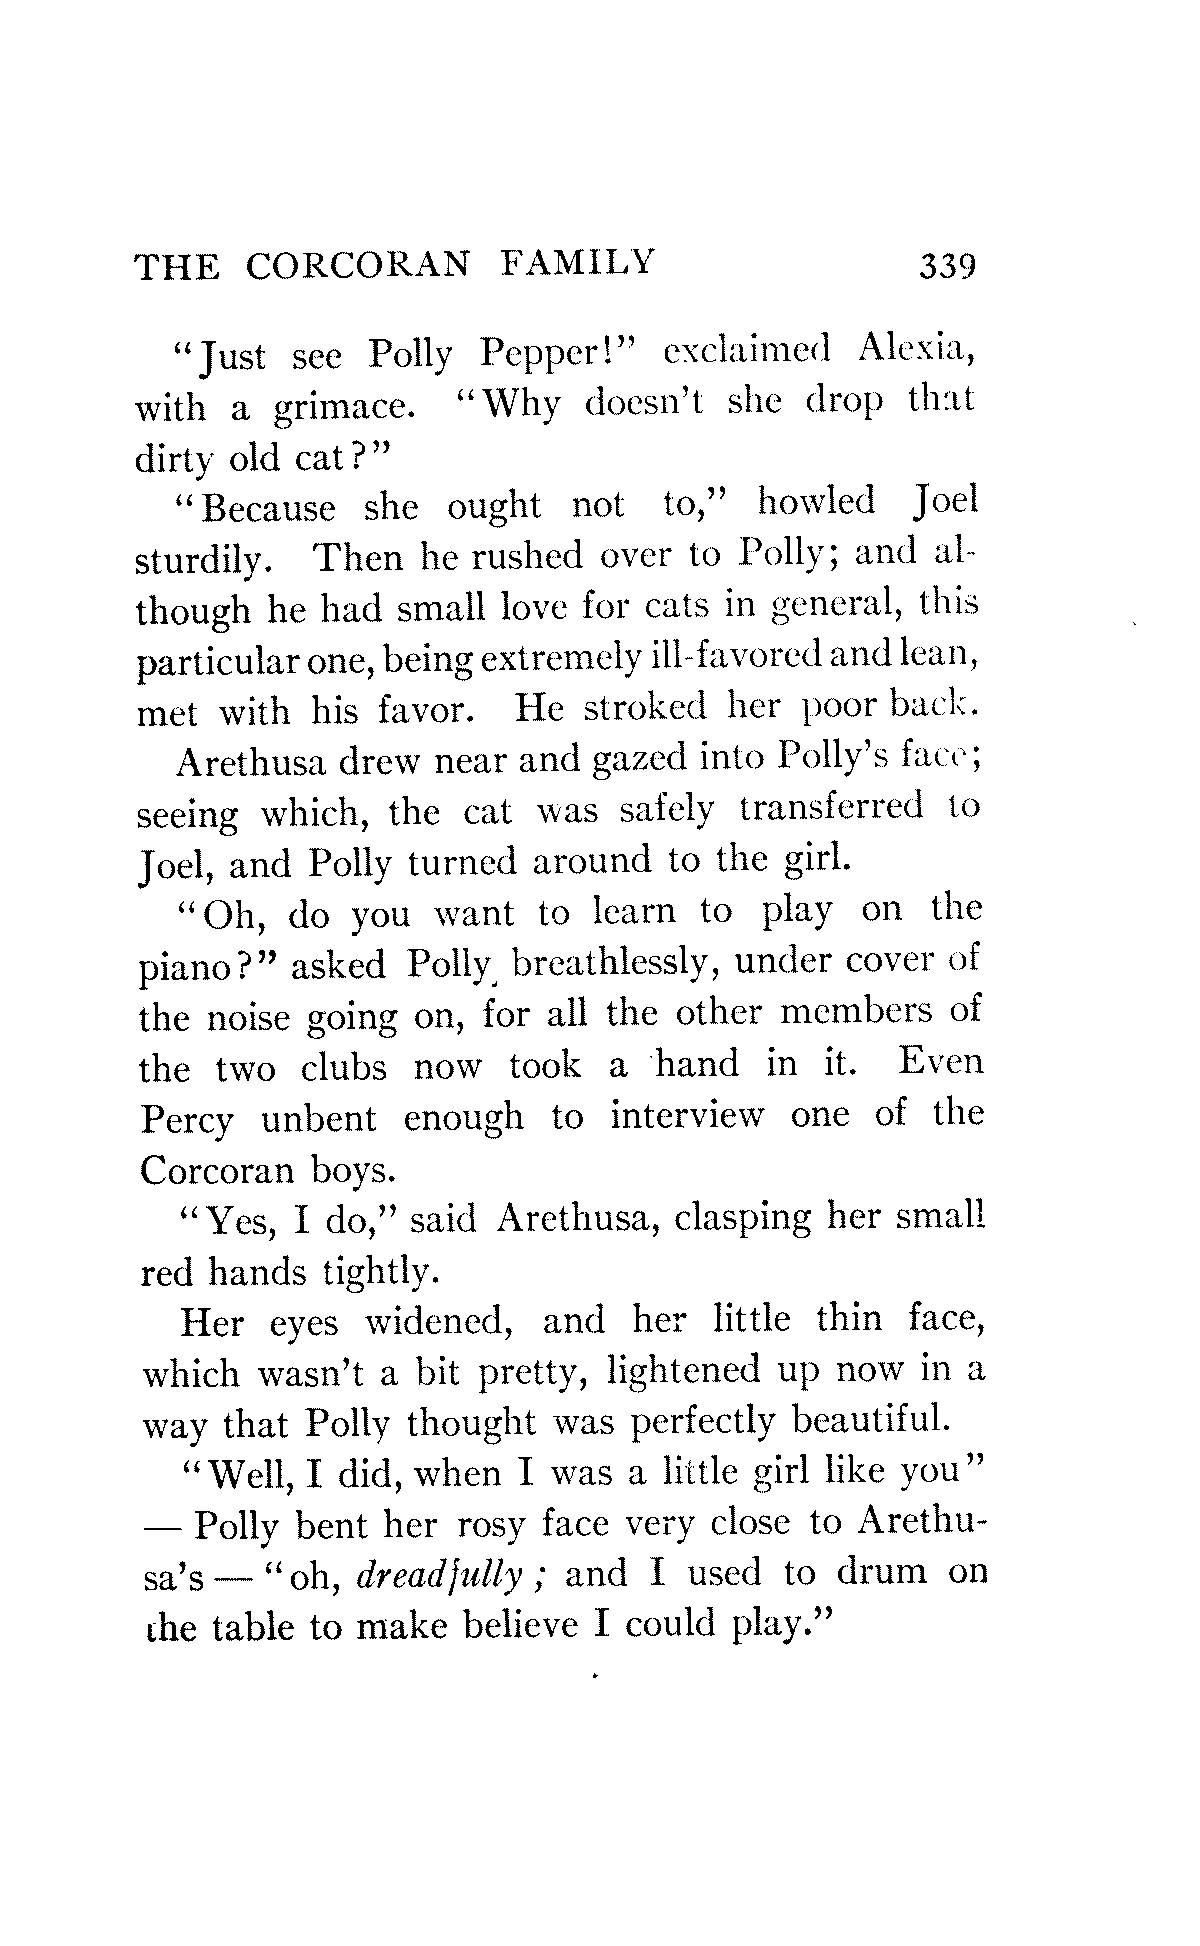 THE CORCORAN FAMILY 339
"Just see Polly Pepper!" exclaimed Alexia,
with a grimace. "Why doesn't she drop that
dirty old cat?"
"Because she ought not to," howled Joel
sturdily. Then he rushed over to Polly; and al-
though he had small love for cats in general, this
particular one, being extremely ill-favored and lean,
met with his favor. He stroked her poor back.
Arethusa drew near and gazed into Polly's face;
seeing which, the cat was safely transferred to
Joel, and Polly turned around to the girl.
"Oh, do you want to learn to play on the
piano?" asked Polly breathlessly, under cover of
the noise going on, for all the other members of
the two clubs now took a hand in it. Even
Percy unbent enough to interview one of the
Corcoran boys.
"Yes, I do," said Arethusa, clasping her small
red hands tightly.
Her eyes widened, and her little thin face,
which wasn't a bit pretty, lightened up now in a
way that Polly thought was perfectly beautiful.
"Well, I did, when I was a little girl like you"
— Polly bent her rosy face very close to Arethu-
sa's — "oh, dreadfully; and I used to drum on
the table to make believe I could play."